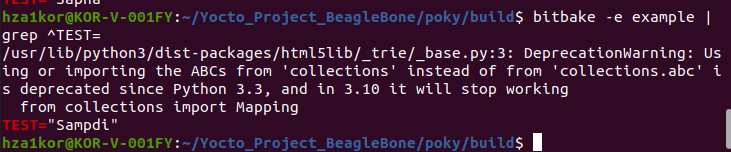 Sapna
hza1kor@KOR-V-001FY:~/Yocto_Project_BeagleBone/poky/build$ bitbake -e example |
grep ^TEST=
/usr/lib/python3/dist-packages/html5lib/_trie/_base.py:3: DeprecationWarning: Us
ing or importing the ABCs from 'collections' instead of from 'collections.abc' i
s deprecated since Python 3.3, and in 3.10 it will stop working
  from collections import Mapping
TEST="Sampdi"
hza1kor@KOR-V-001FY:~/Yocto_Project_BeagleBone/poky/build$